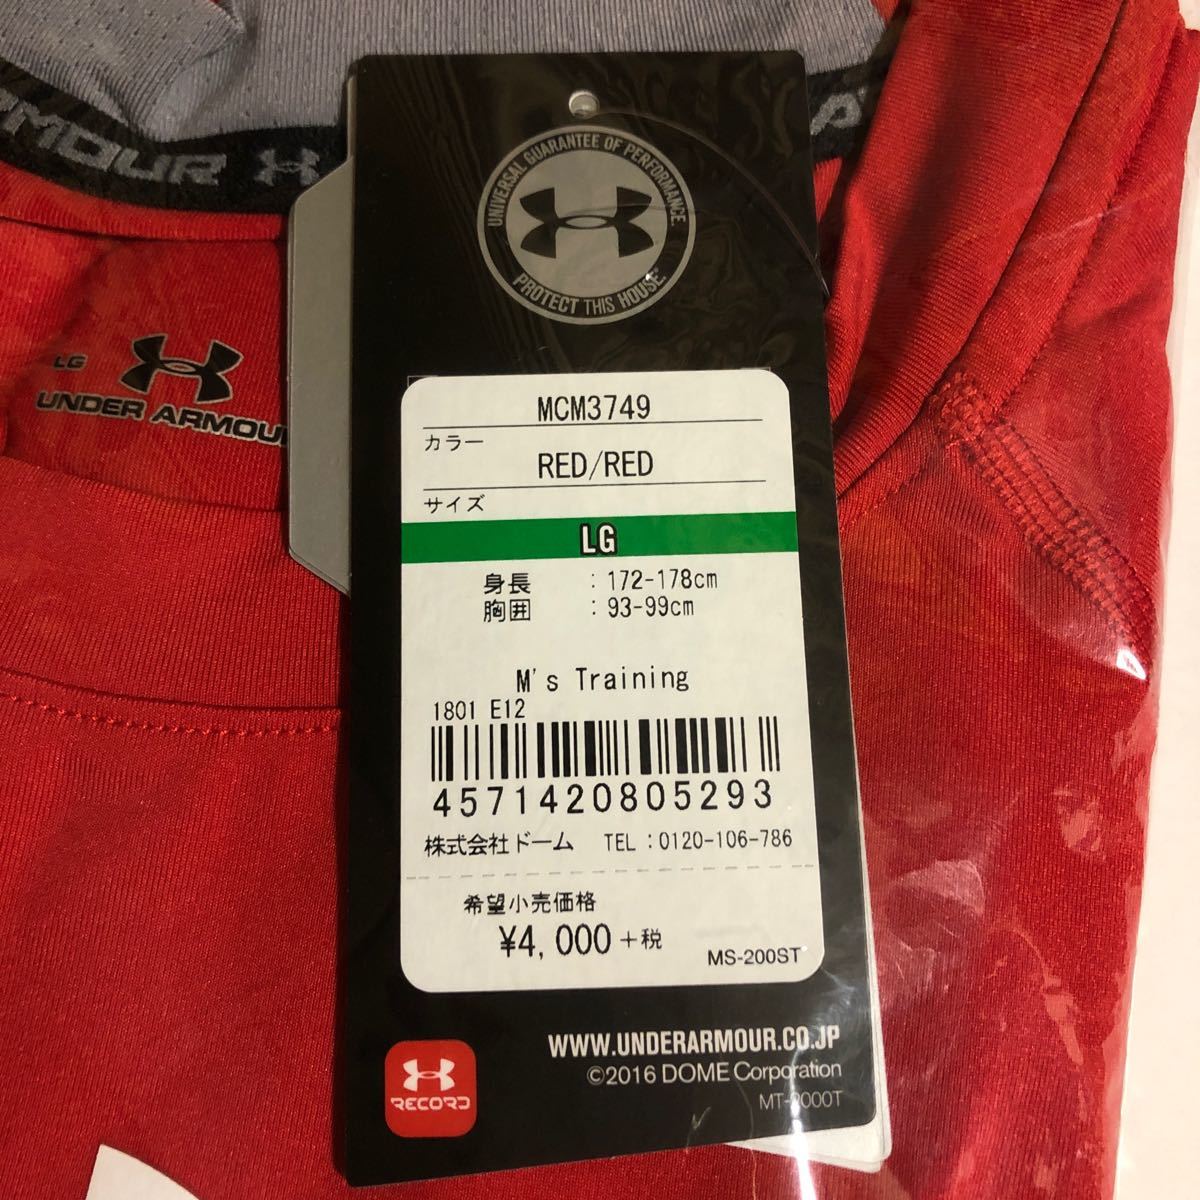 ARMOUR
LG
UNDER ARMOU
UNIVERSAL GUARANTEE OF PERFORMANCE.
PROTECT THIS HOUSE.
MCM3749
カラー
RED/RED
サイズ
LG
身長 : 172-178cm
胸囲 : 93-99cm
M's Training
1801 E12
4571420805293
株式会社ドーム TEL:0120-106-786
希望小売価格
¥4,000+税
MS-200ST
WWW.UNDERARMOUR.CO.JP
©2016 DOME Corporation
RECORD